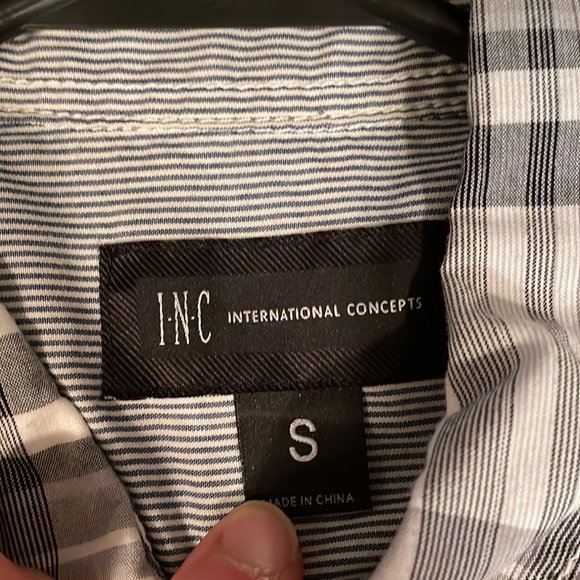 I·N·C INTERNATIONAL CONCEPTS
S
MADE IN CHINA